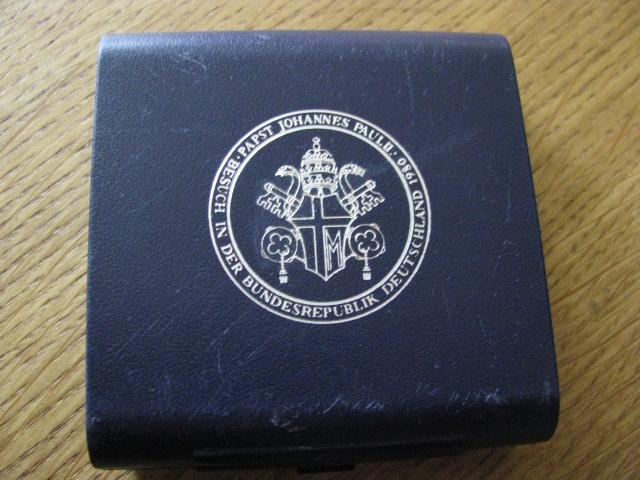 · PAPST JOHANNES PAUL II · BESUCH IN DER BUNDESREPUBLIK DEUTSCHLAND 1980
M